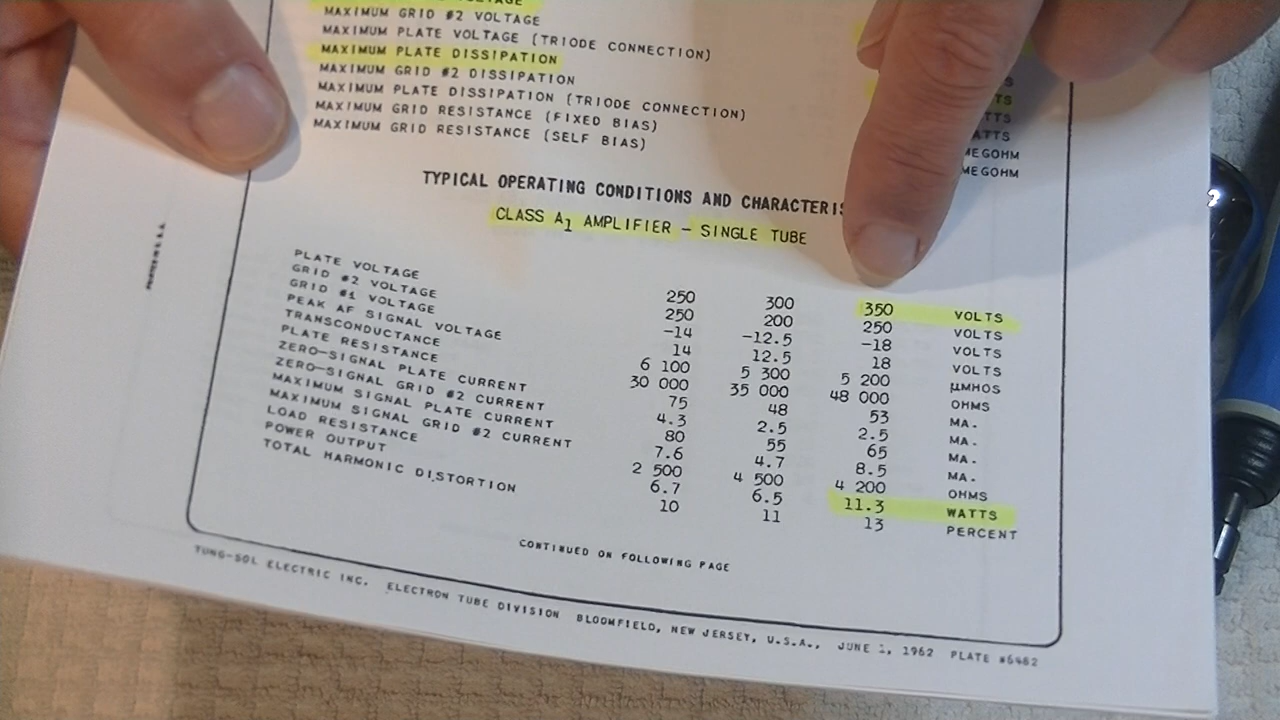 MAXIMUM GRID #2 VOLTAGE
MAXIMUM PLATE VOLTAGE (TRIODE CONNECTION)
MAXIMUM PLATE DISSIPATION
MAXIMUM GRID #2 DISSIPATION
MAXIMUM PLATE DISSIPATION (TRIODE CONNECTION)
MAXIMUM GRID RESISTANCE (FIXED BIAS) MEGOHM
MAXIMUM GRID RESISTANCE (SELF BIAS) MEGOHM
TYPICAL OPERATING CONDITIONS AND
CLASS A1 AMPLIFIER – SINGLE TUBE
PLATE VOLTAGE 250 300 350 VOLTS
GRID #2 VOLTAGE 250 200 250 VOLTS
GRID #1 VOLTAGE -14 -12.5 -18 VOLTS
PEAK AF SIGNAL VOLTAGE 14 12.5 18 VOLTS
TRANSCONDUCTANCE 6 100 5 300 5 200 µMHOS
PLATE RESISTANCE 30 000 35 000 48 000 OHMS
ZERO-SIGNAL PLATE CURRENT 75 48 53 MA.
ZERO-SIGNAL GRID #2 CURRENT 4.3 2.5 2.5 MA.
MAXIMUM SIGNAL PLATE CURRENT 80 55 65 MA.
MAXIMUM SIGNAL GRID #2 CURRENT 7.6 4.7 8.5 MA.
LOAD RESISTANCE 2 500 4 500 4 200 OHMS
POWER OUTPUT 6.7 6.5 11.3 WATTS
TOTAL HARMONIC DISTORTION 10 11 13 PERCENT
CONTINUED ON FOLLOWING PAGE
TUNG-SOL ELECTRIC INC. ELECTRON TUBE DIVISION BLOOMFIELD, NEW JERSEY, U.S.A., JUNE 1, 1962 PLATE #6482